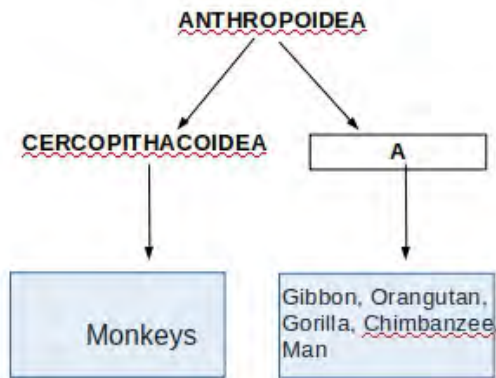 ANTHROPOIDEA
CERCOPITHACOIDEA
A
Monkeys
Gibbon, Orangutan,
Gorilla, Chimbanzee
Man